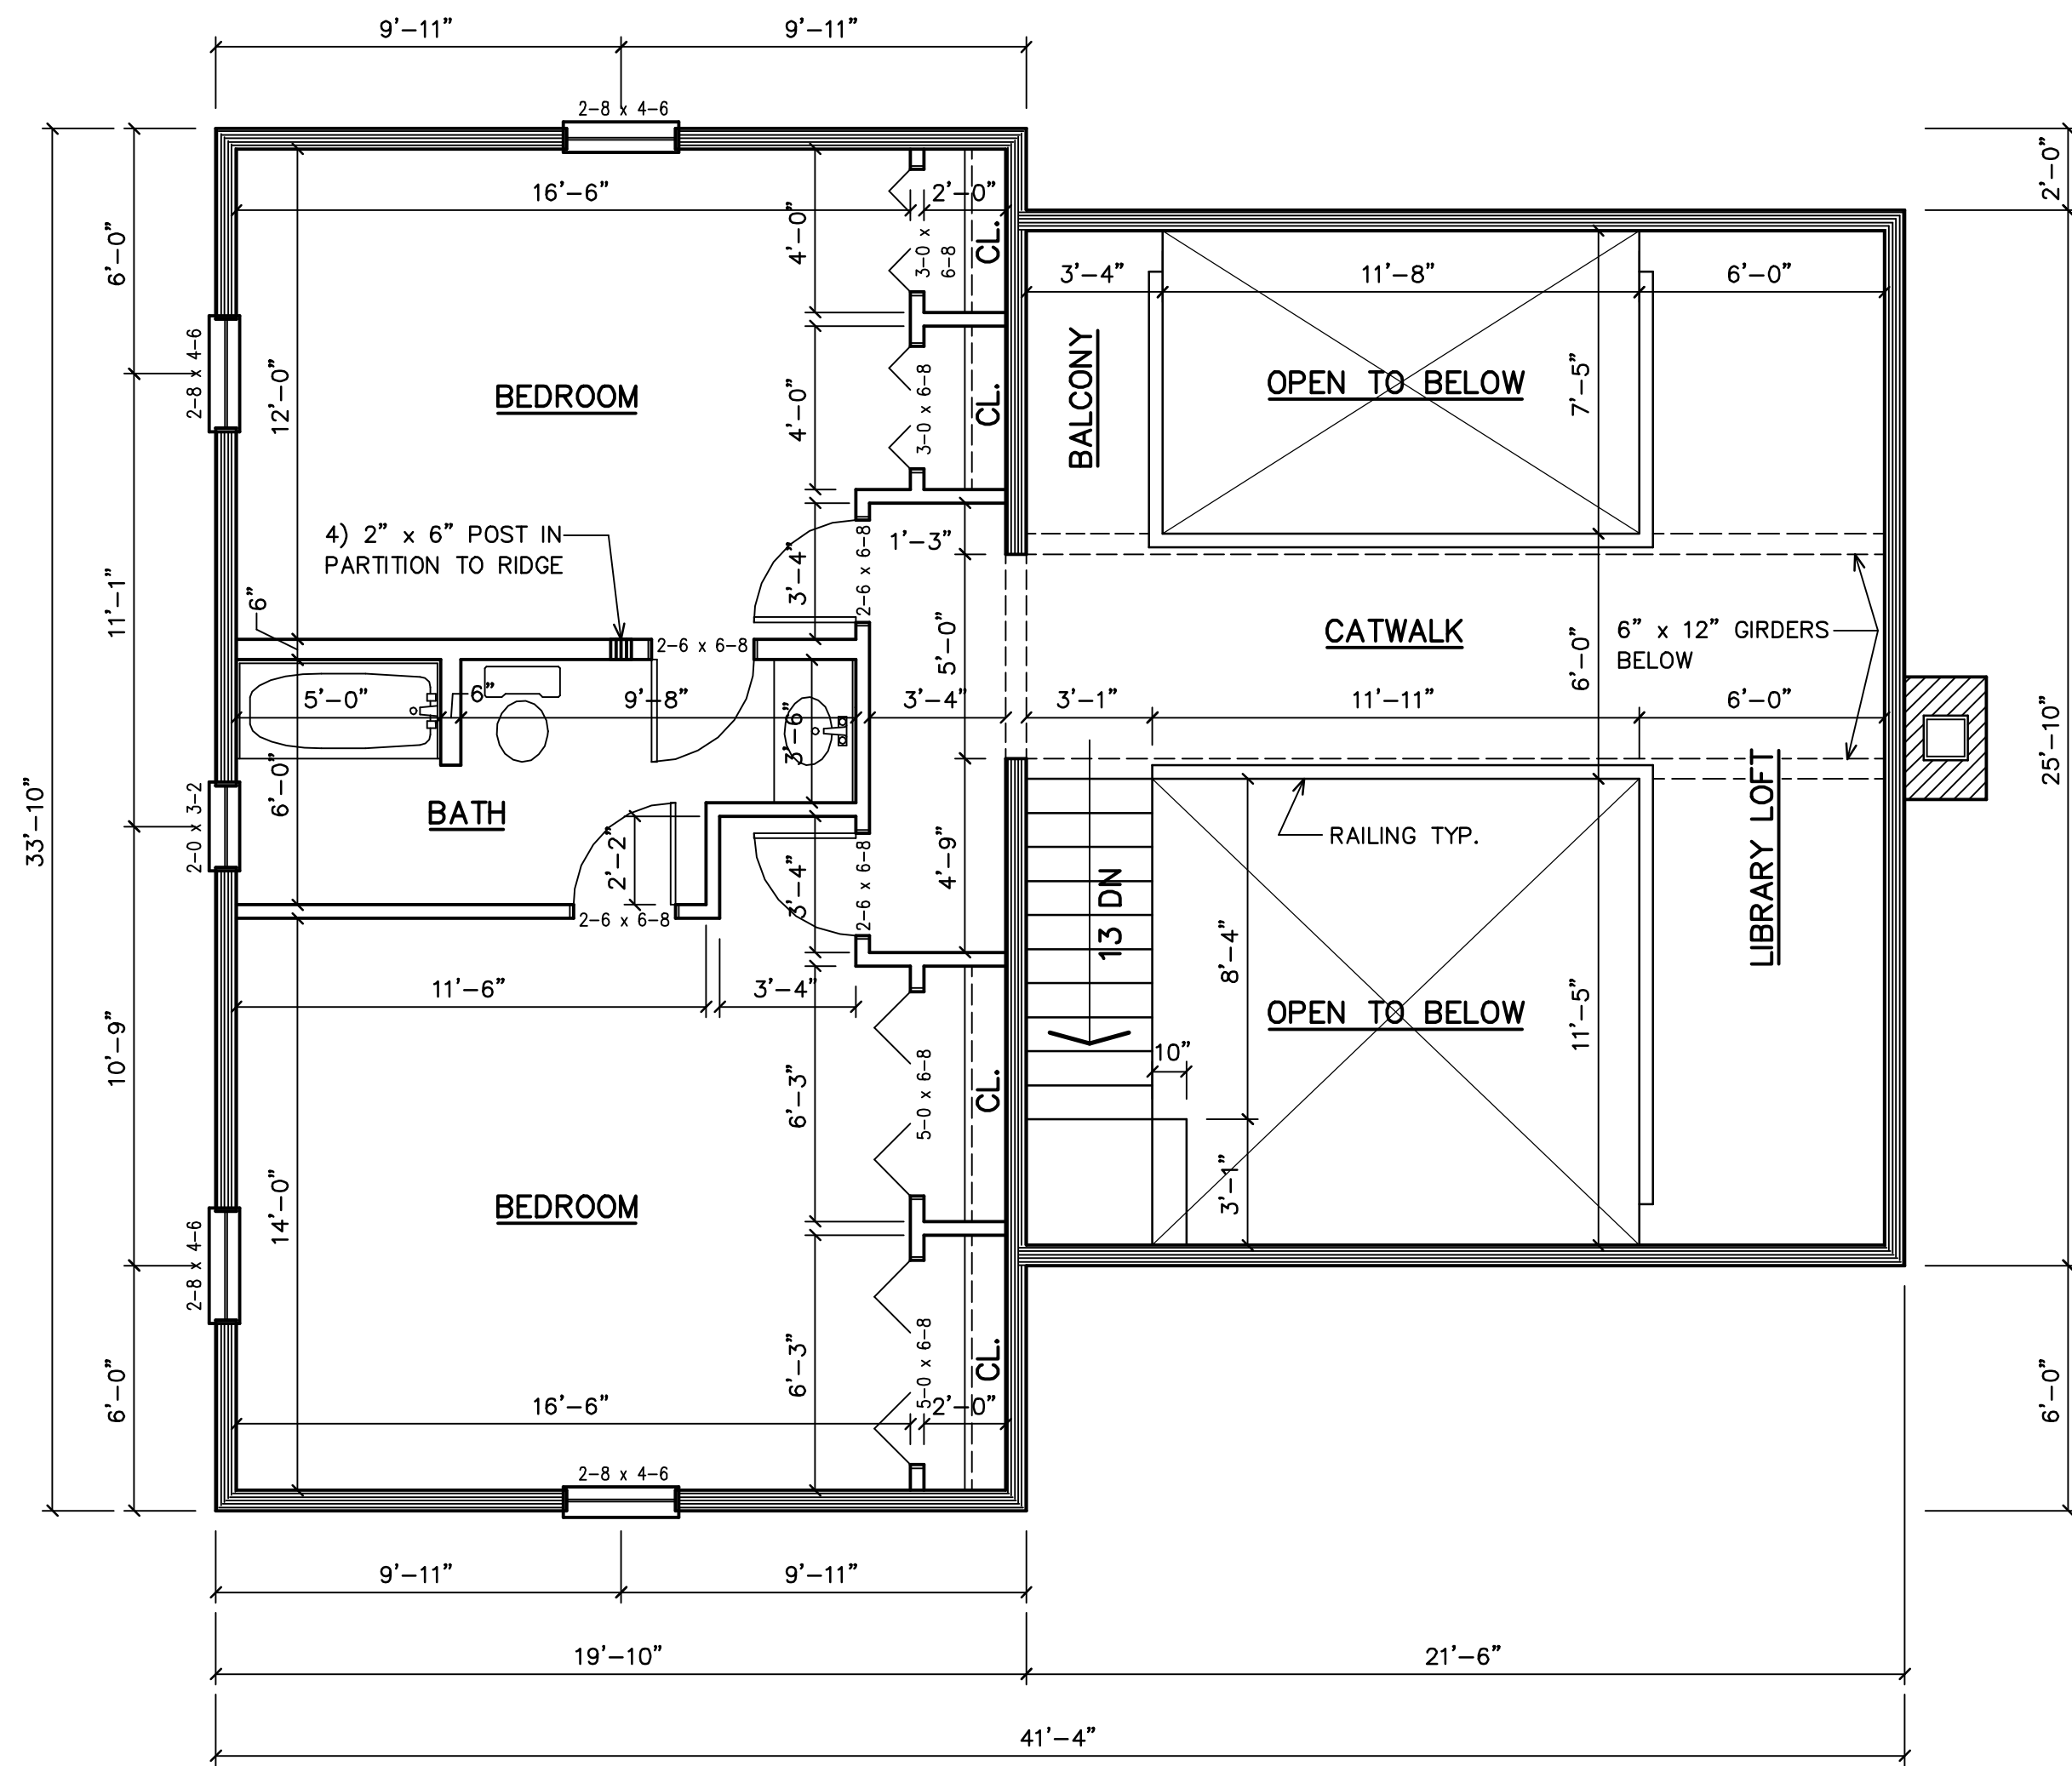 9'-11" 9'-11"
2-8 x 4-6
2'-0"
16'-6" 2'-0"
4'-0"
3-0 x
6-8
CL.
6'-0"
3'-4" 11'-8" 6'-0"
2-8 x 4-6
12'-0"
BEDROOM
4'-0"
3-0 x 6-8
CL.
BALCONY
OPEN TO BELOW
7'-5"
4) 2" x 6" POST IN
PARTITION TO RIDGE
3'-4"
2-6 x 6-8
1'-3"
11'-1"
6"
2-6 x 6-8
5'-0"
CATWALK
6'-0"
6" x 12" GIRDERS
BELOW
5'-0" 6" 9'-8" 3'-4" 3'-1" 11'-11" 6'-0"
3'-6"
33'-10"
2-0 x 3-2
6'-0"
BATH
2'-2"
2-6 x 6-8
3'-4"
2-6 x 6-8
4'-9"
13 DN
RAILING TYP.
LIBRARY LOFT
25'-10"
11'-6" 3'-4"
10'-9
8'-4"
OPEN TO BELOW
11'-5"
10"
6'-3"
5-0 x 6-8
CL.
3'-1"
14'-0"
BEDROOM
2-8 x 4-6
6'-0"
6'-3"
5-0 x 6-8
CL.
6'-0"
16'-6" 2'-0"
2-8 x 4-6
9'-11" 9'-11"
19'-10" 21'-6"
41'-4"